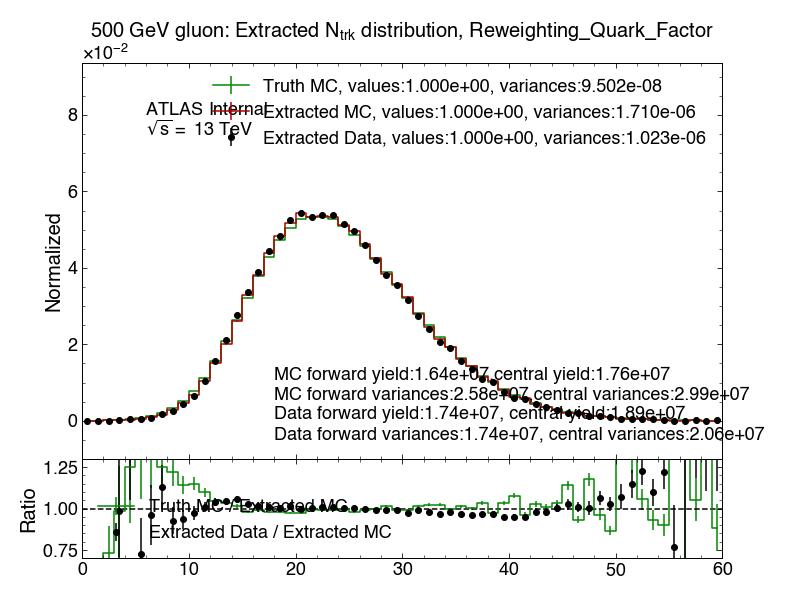 500 GeV gluon: Extracted Ntrk distribution, Reweighting_Quark_Factor
×10−2
Truth MC, values:1.000e+00, variances:9.502e-08
ATLAS Internal
Extracted MC, values:1.000e+00, variances:1.710e-06
√s = 13 TeV
Extracted Data, values:1.000e+00, variances:1.023e-06
Normalized
8
6
4
2
0
MC forward yield:1.64e+07, central yield:1.76e+07
MC forward variances:2.58e+07, central variances:2.99e+07
Data forward yield:1.74e+07, central yield:1.89e+07
Data forward variances:1.74e+07, central variances:2.06e+07
Ratio
1.25
1.00
0.75
Truth MC / Extracted MC
Extracted Data / Extracted MC
0 10 20 30 40 50 60